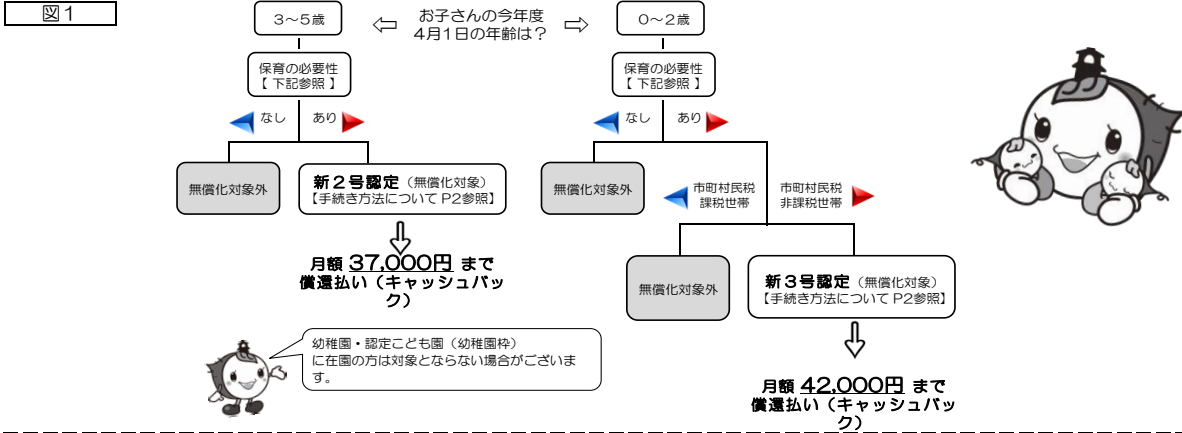 図1
お子さんの今年度
4月1日の年齢は？
3～5歳
保育の必要性
【 下記参照 】
なし
あり
無償化対象外
新２号認定（無償化対象）
【手続き方法について P2参照】
月額 37,000円 まで
償還払い（キャッシュバッ
ク）
0～2歳
保育の必要性
【 下記参照 】
なし
あり
無償化対象外
市町村民税
課税世帯
市町村民税
非課税世帯
無償化対象外
新３号認定（無償化対象）
【手続き方法について P2参照】
月額 42,000円 まで
償還払い（キャッシュバッ
ク）
幼稚園・認定こども園（幼稚園枠）
に在園の方は対象とならない場合がございま
す。